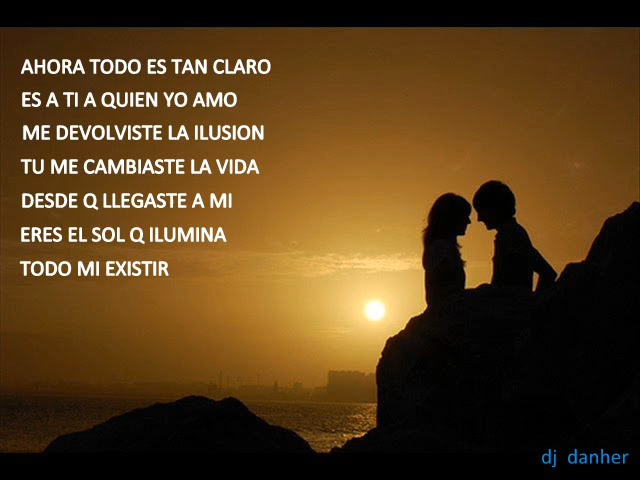 AHORA TODO ES TAN CLARO
ES A TI A QUIEN YO AMO
ME DEVOLVISTE LA ILUSION
TU ME CAMBIASTE LA VIDA
DESDE Q LLEGASTE A MI
ERES EL SOL Q ILUMINA
TODO MI EXISTIR
dj danher